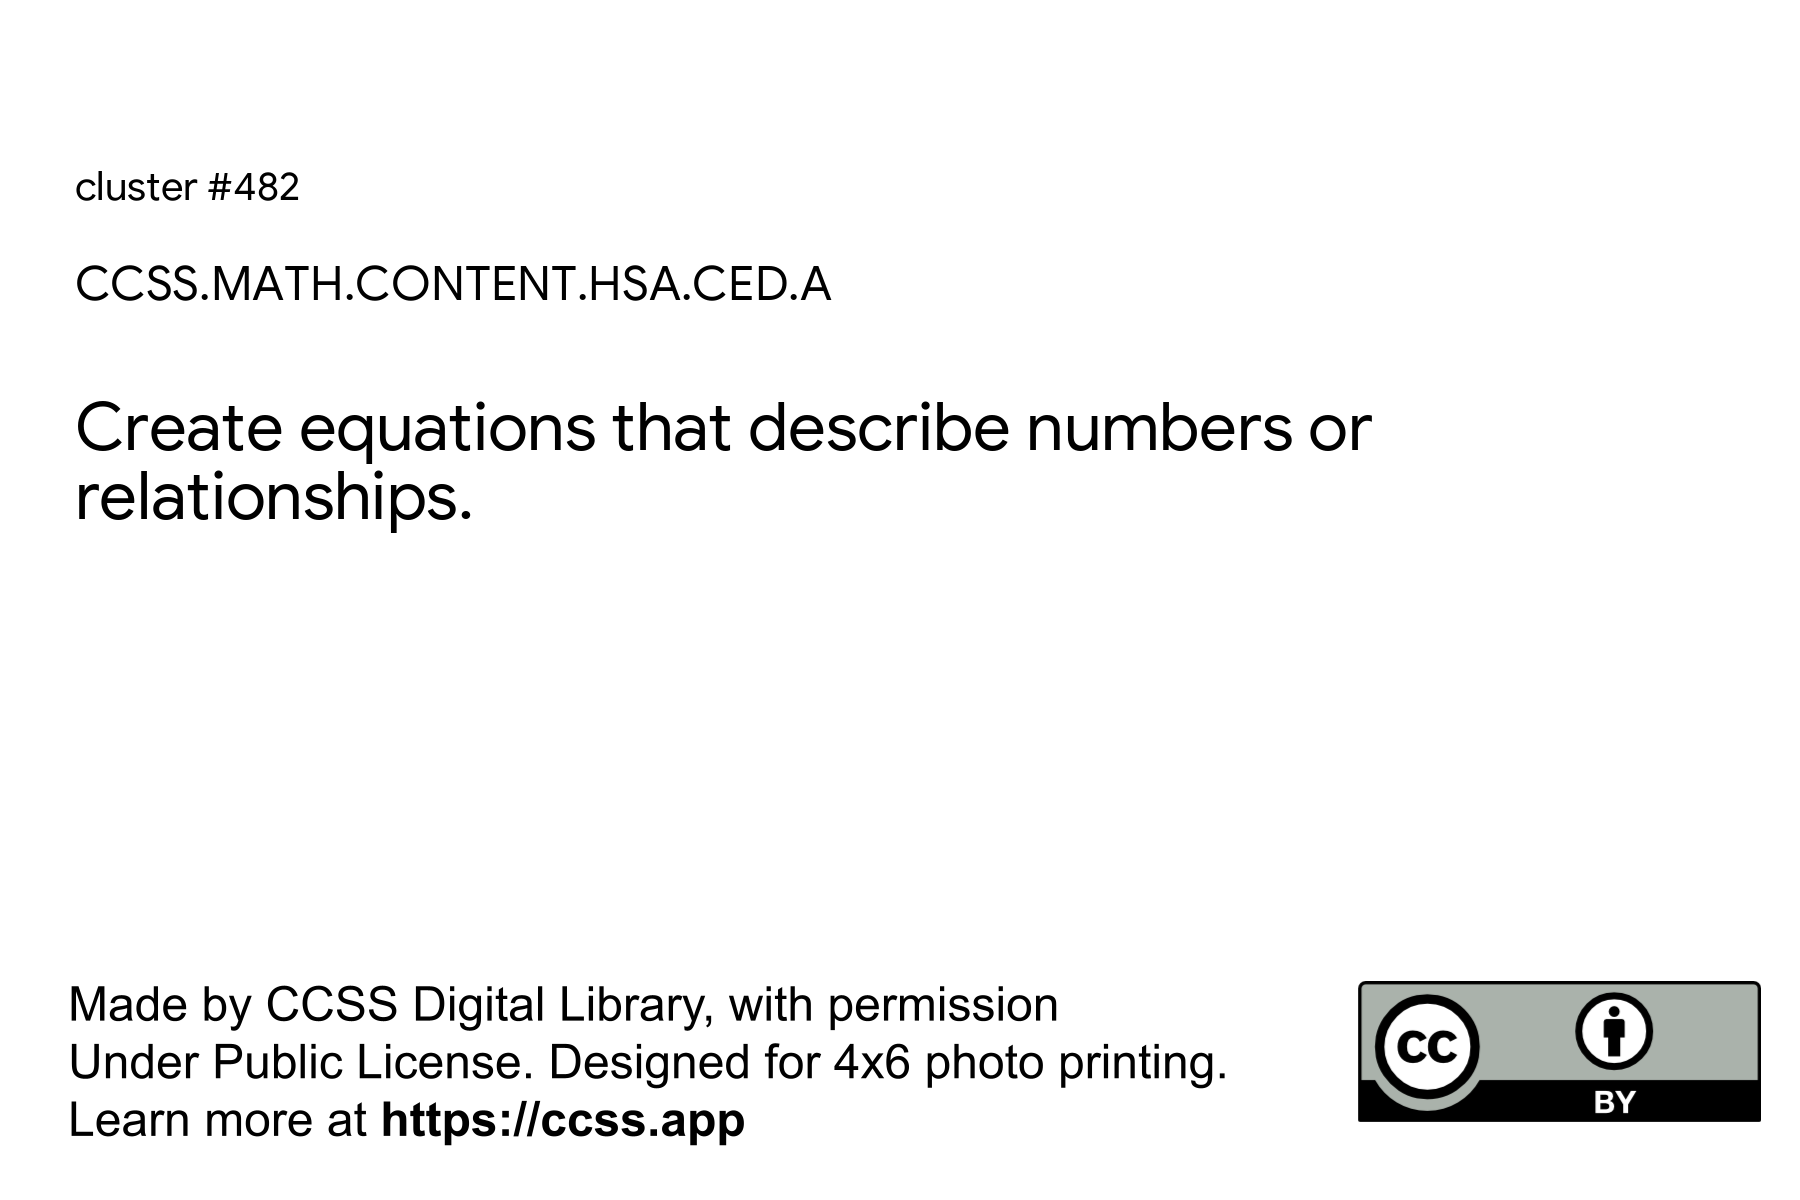 cluster #482
CCSS.MATH.CONTENT.HSA.CED.A
Create equations that describe numbers or
relationships.
Made by CCSS Digital Library, with permission
Under Public License. Designed for 4x6 photo printing.
Learn more at https://ccss.app
cc
BY